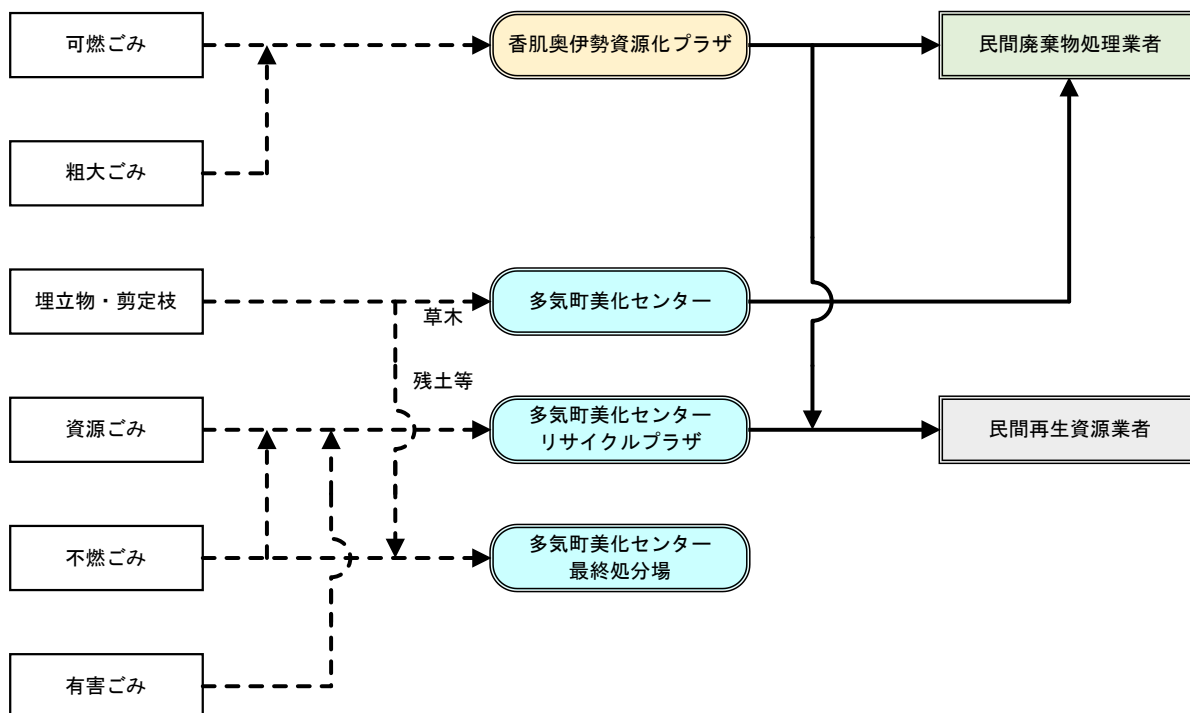 可燃ごみ
香肌奥伊勢資源化プラザ
民間廃棄物処理業者
粗大ごみ
埋立物・剪定枝
多気町美化センター
草木
残土等
資源ごみ
多気町美化センター
リサイクルプラザ
民間再生資源業者
不燃ごみ
多気町美化センター
最終処分場
有害ごみ